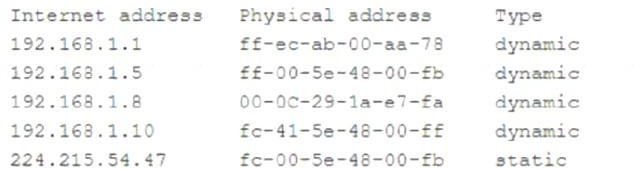 Internet address Physical address Type
192.168.1.1 ff-ec-ab-00-aa-78 dynamic
192.168.1.5 ff-00-5e-48-00-fb dynamic
192.168.1.8 00-0C-29-1a-e7-fa dynamic
192.168.1.10 fc-41-5e-48-00-ff dynamic
224.215.54.47 fc-00-5e-48-00-fb static